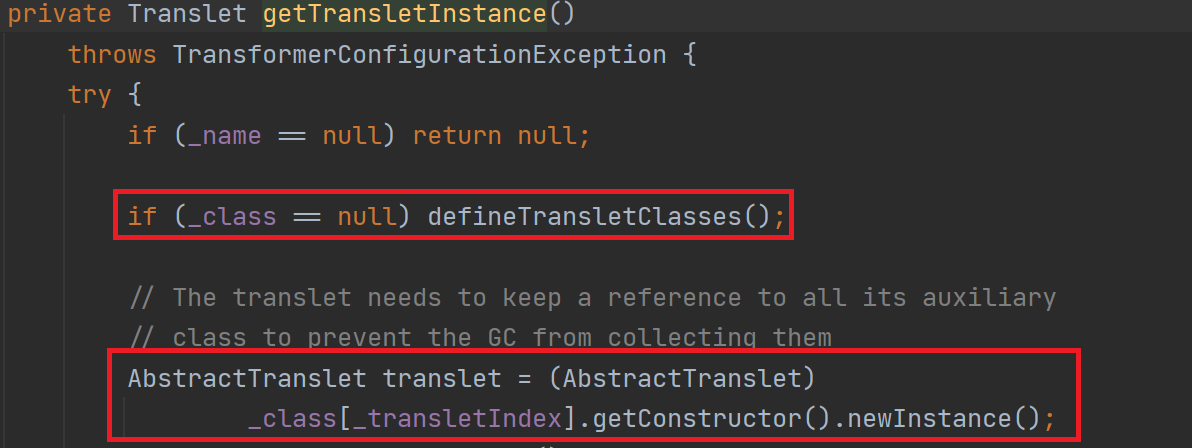 private Translet getTransletInstance()
throws TransformerConfigurationException {
try {
if (_name == null) return null;
if (_class == null) defineTransletClasses();
// The translet needs to keep a reference to all its auxiliary
// class to prevent the GC from collecting them
AbstractTranslet translet = (AbstractTranslet)
_class[_transletIndex].getConstructor().newInstance();